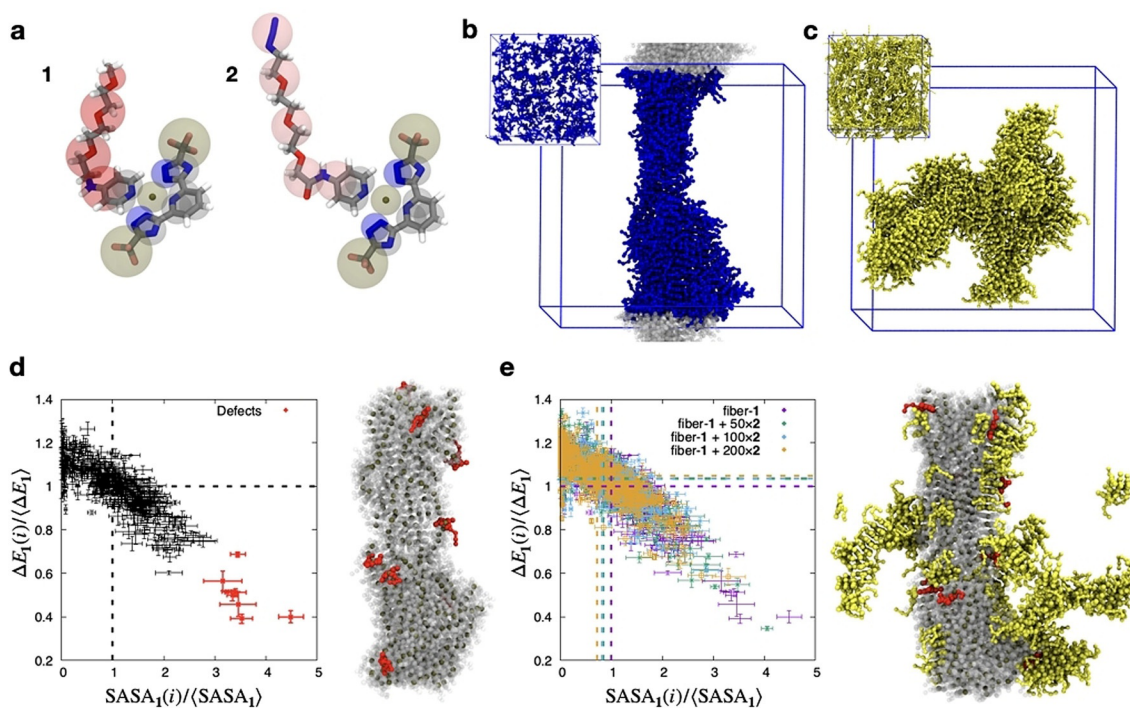 a
1
2
b
c
d
1.4
1.2
1
0.8
0.6
0.4
0.2
0
1
2
3
4
5
ΔE₁(i)/⟨ΔE₁⟩
SASA₁(i)/⟨SASA₁⟩
Defects
e
1.4
1.2
1
0.8
0.6
0.4
0.2
0
1
2
3
4
5
ΔE₁(i)/⟨ΔE₁⟩
SASA₁(i)/⟨SASA₁⟩
fiber-1
fiber-1 + 50×2
fiber-1 + 100×2
fiber-1 + 200×2